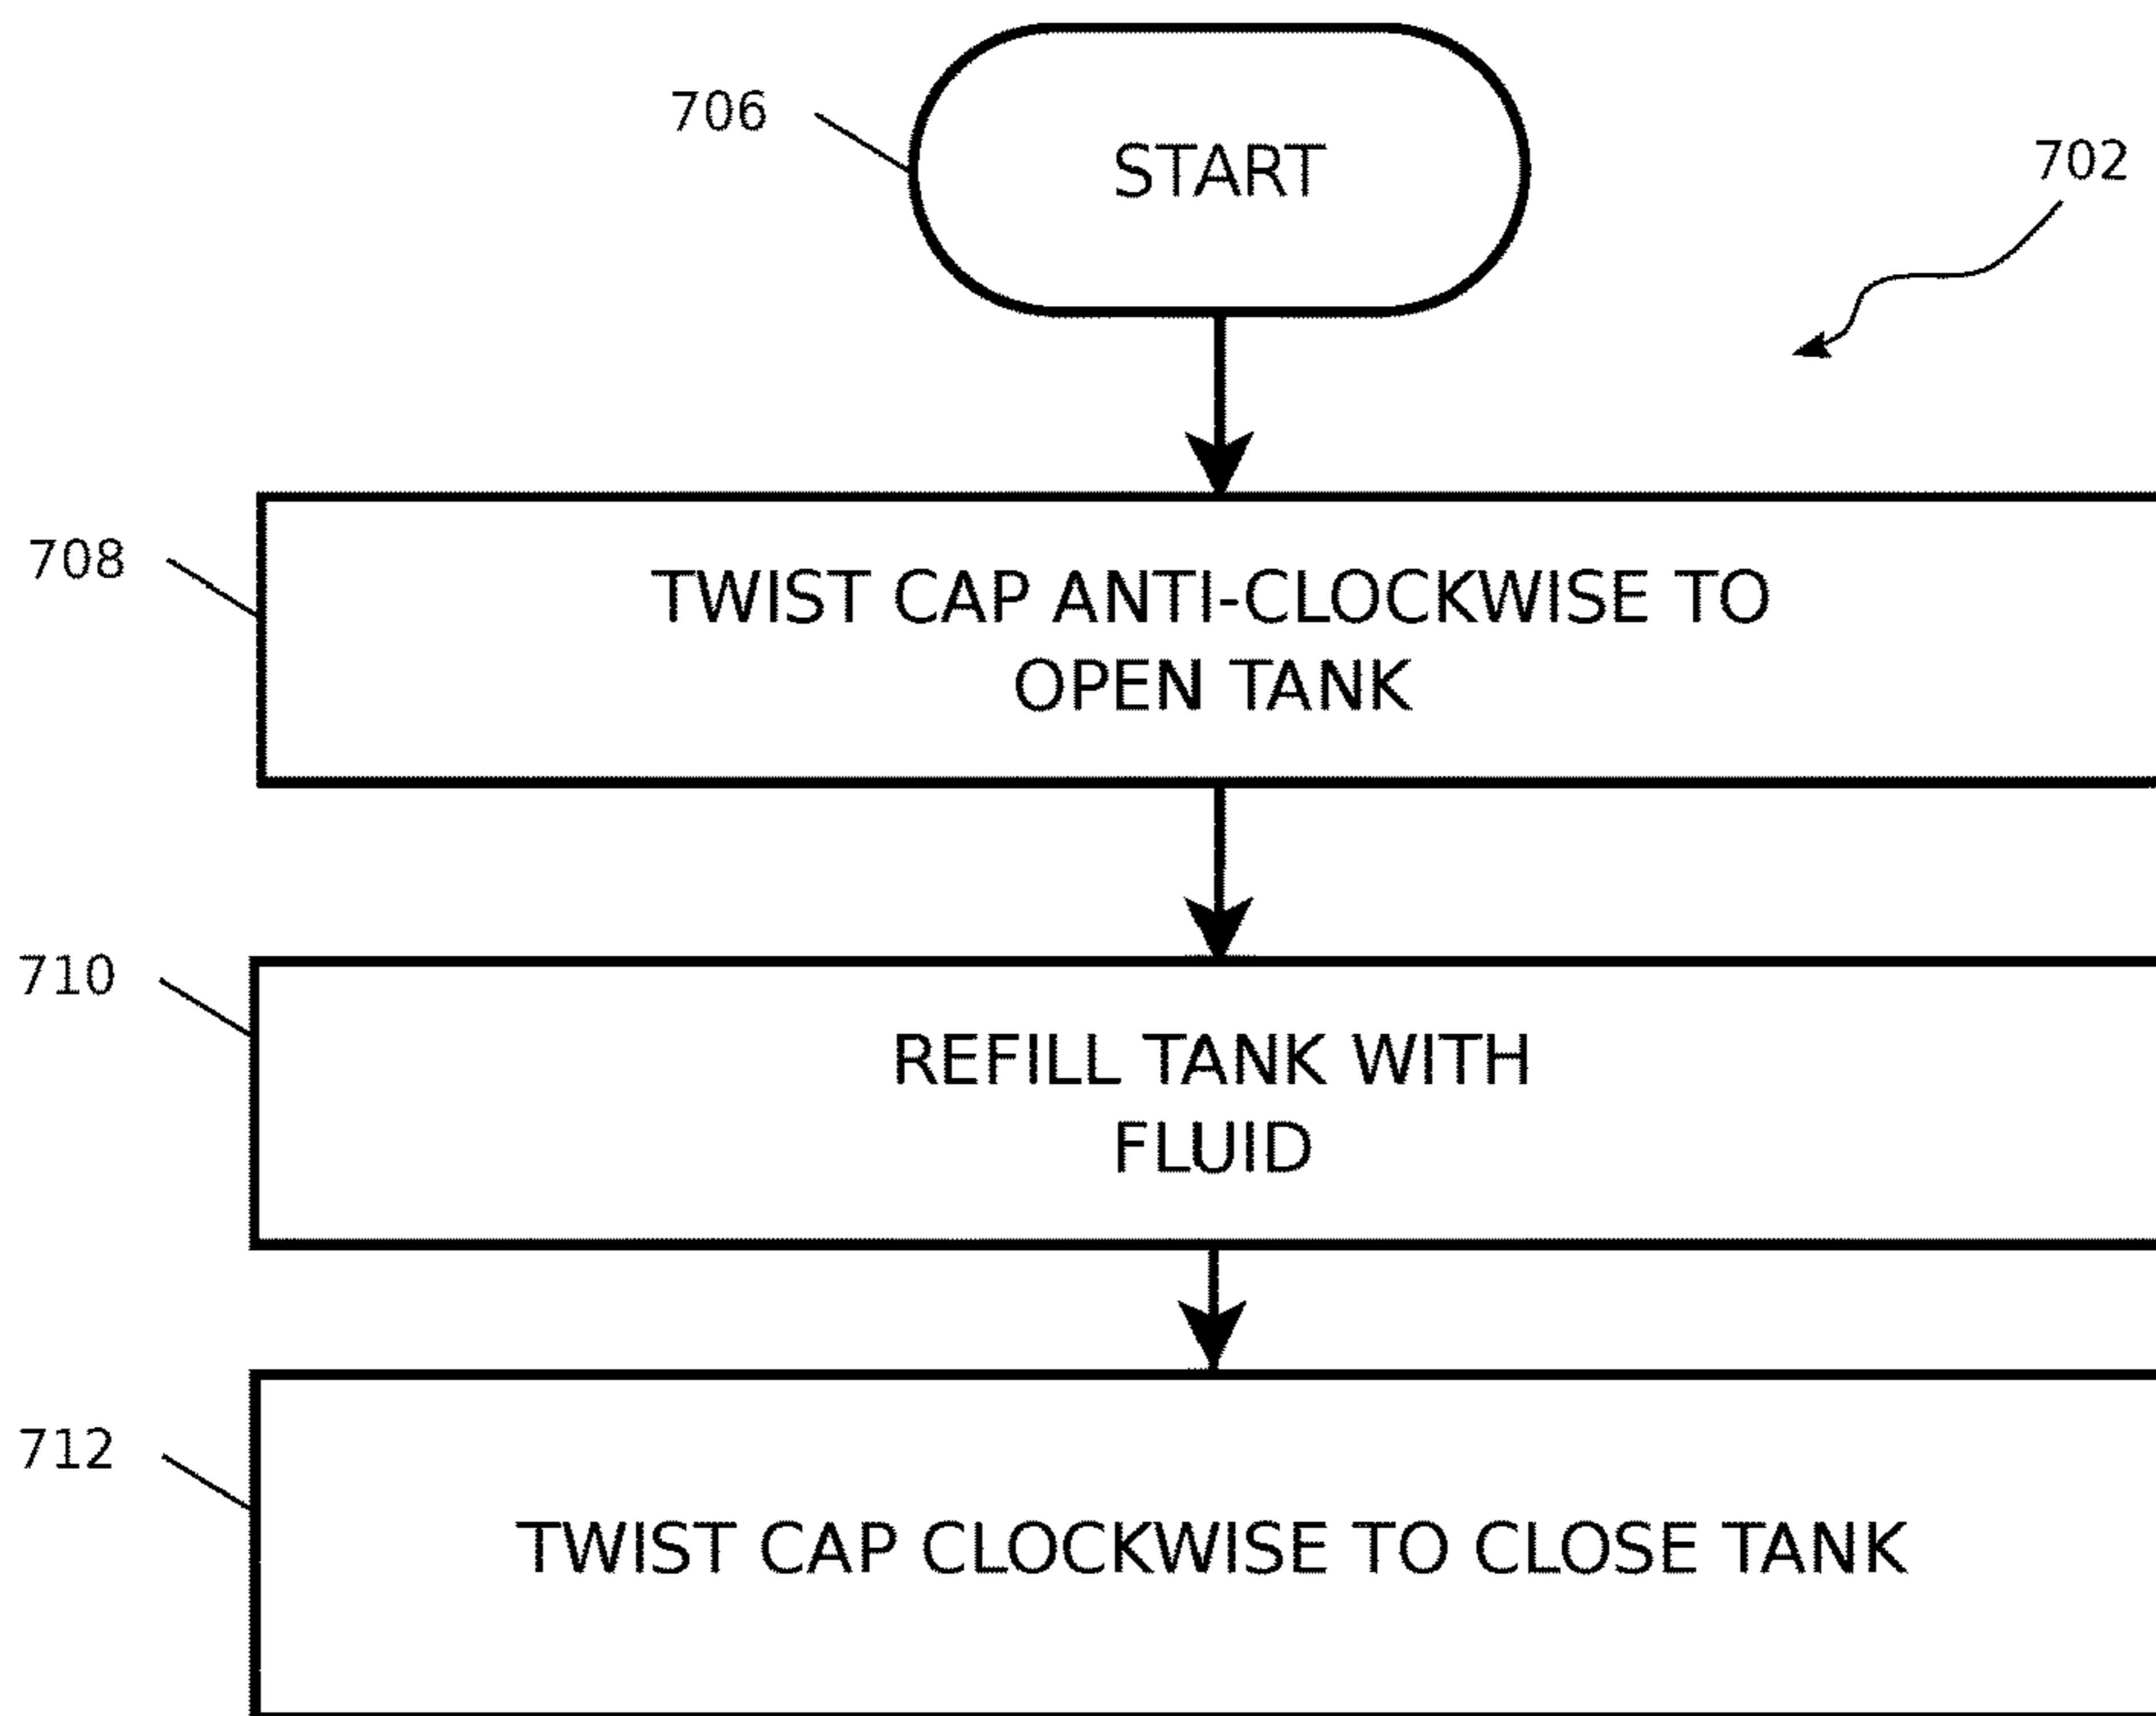 706
START
702
708
TWIST CAP ANTI-CLOCKWISE TO
OPEN TANK
710
REFILL TANK WITH
FLUID
712
TWIST CAP CLOCKWISE TO CLOSE TANK